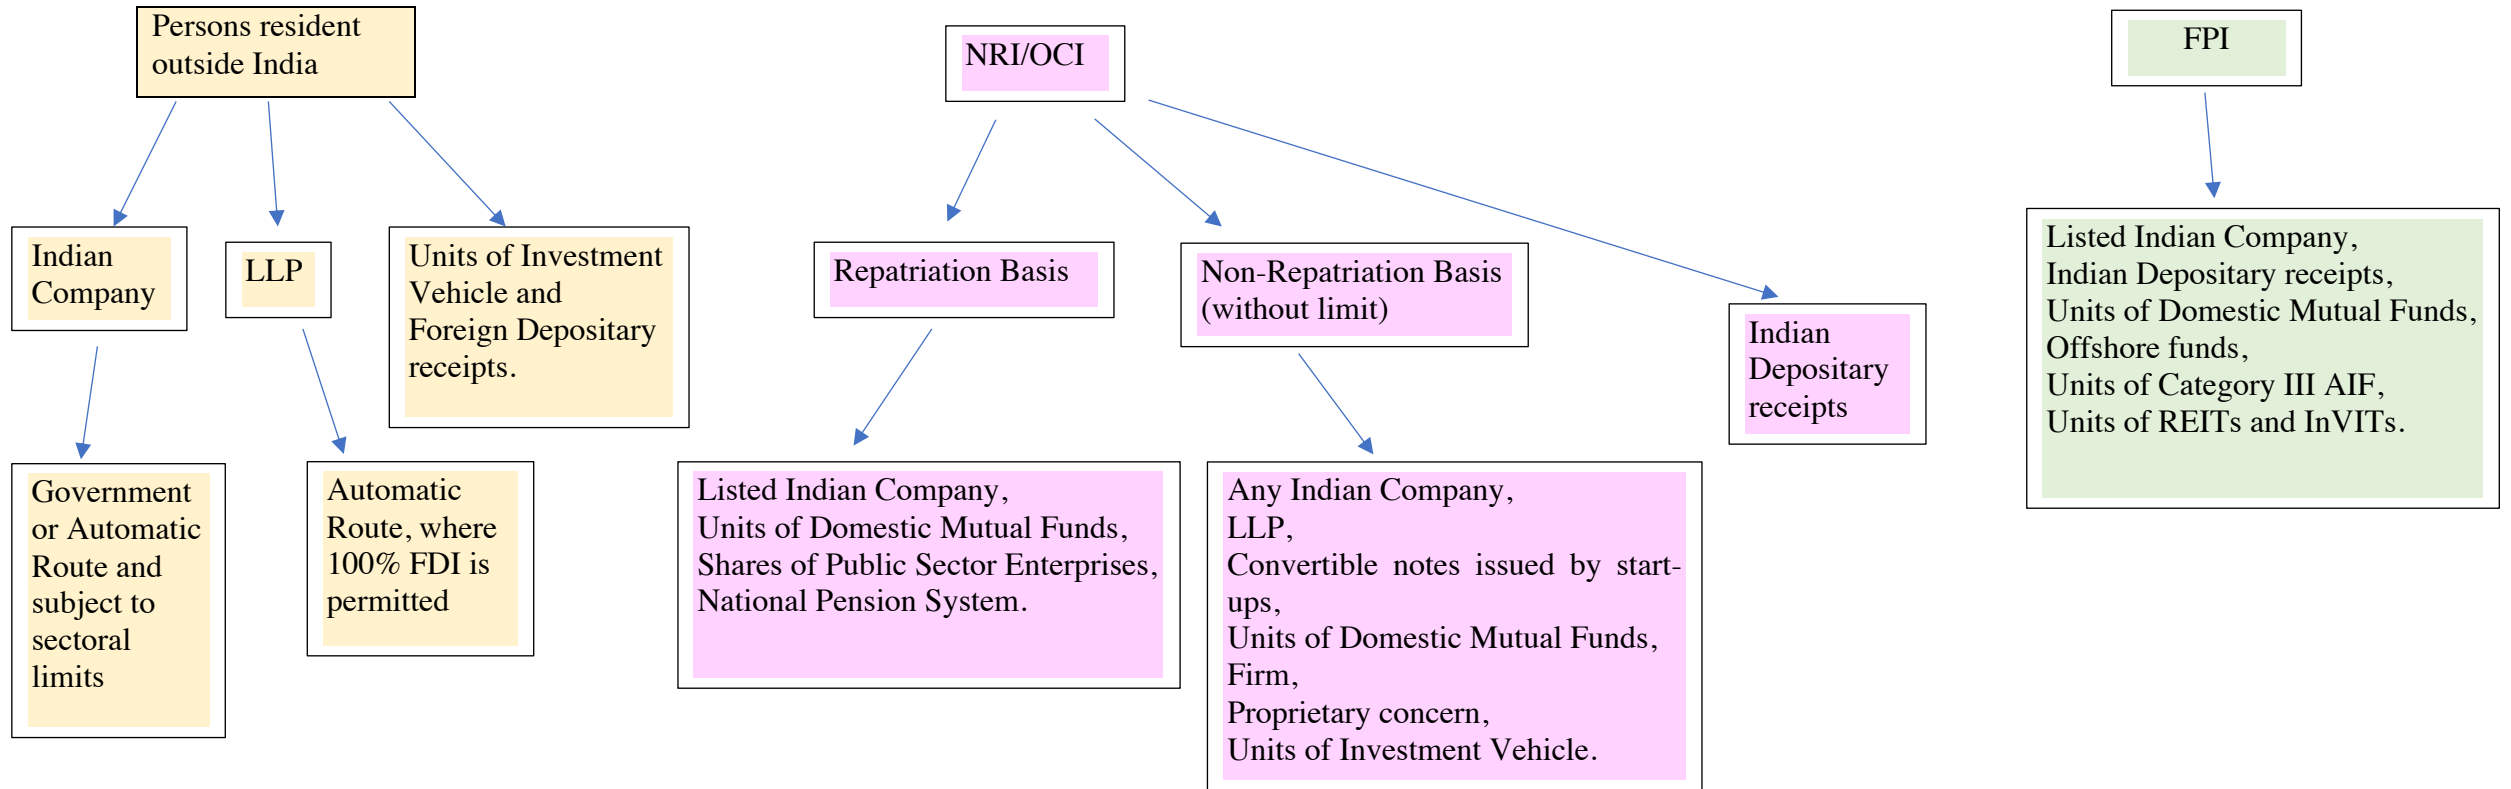 Persons resident
outside India
NRI/OCI
FPI
Indian
Company
LLP
Units of Investment
Vehicle and
Foreign Depositary
receipts.
Repatriation Basis
Non-Repatriation Basis
(without limit)
Indian
Depositary
receipts
Listed Indian Company,
Indian Depositary receipts,
Units of Domestic Mutual Funds,
Offshore funds,
Units of Category III AIF,
Units of REITs and InVITs.
Government
or Automatic
Route and
subject to
sectoral
limits
Automatic
Route, where
100% FDI is
permitted
Listed Indian Company,
Units of Domestic Mutual Funds,
Shares of Public Sector Enterprises,
National Pension System.
Any Indian Company,
LLP,
Convertible notes issued by start-
ups,
Units of Domestic Mutual Funds,
Firm,
Proprietary concern,
Units of Investment Vehicle.